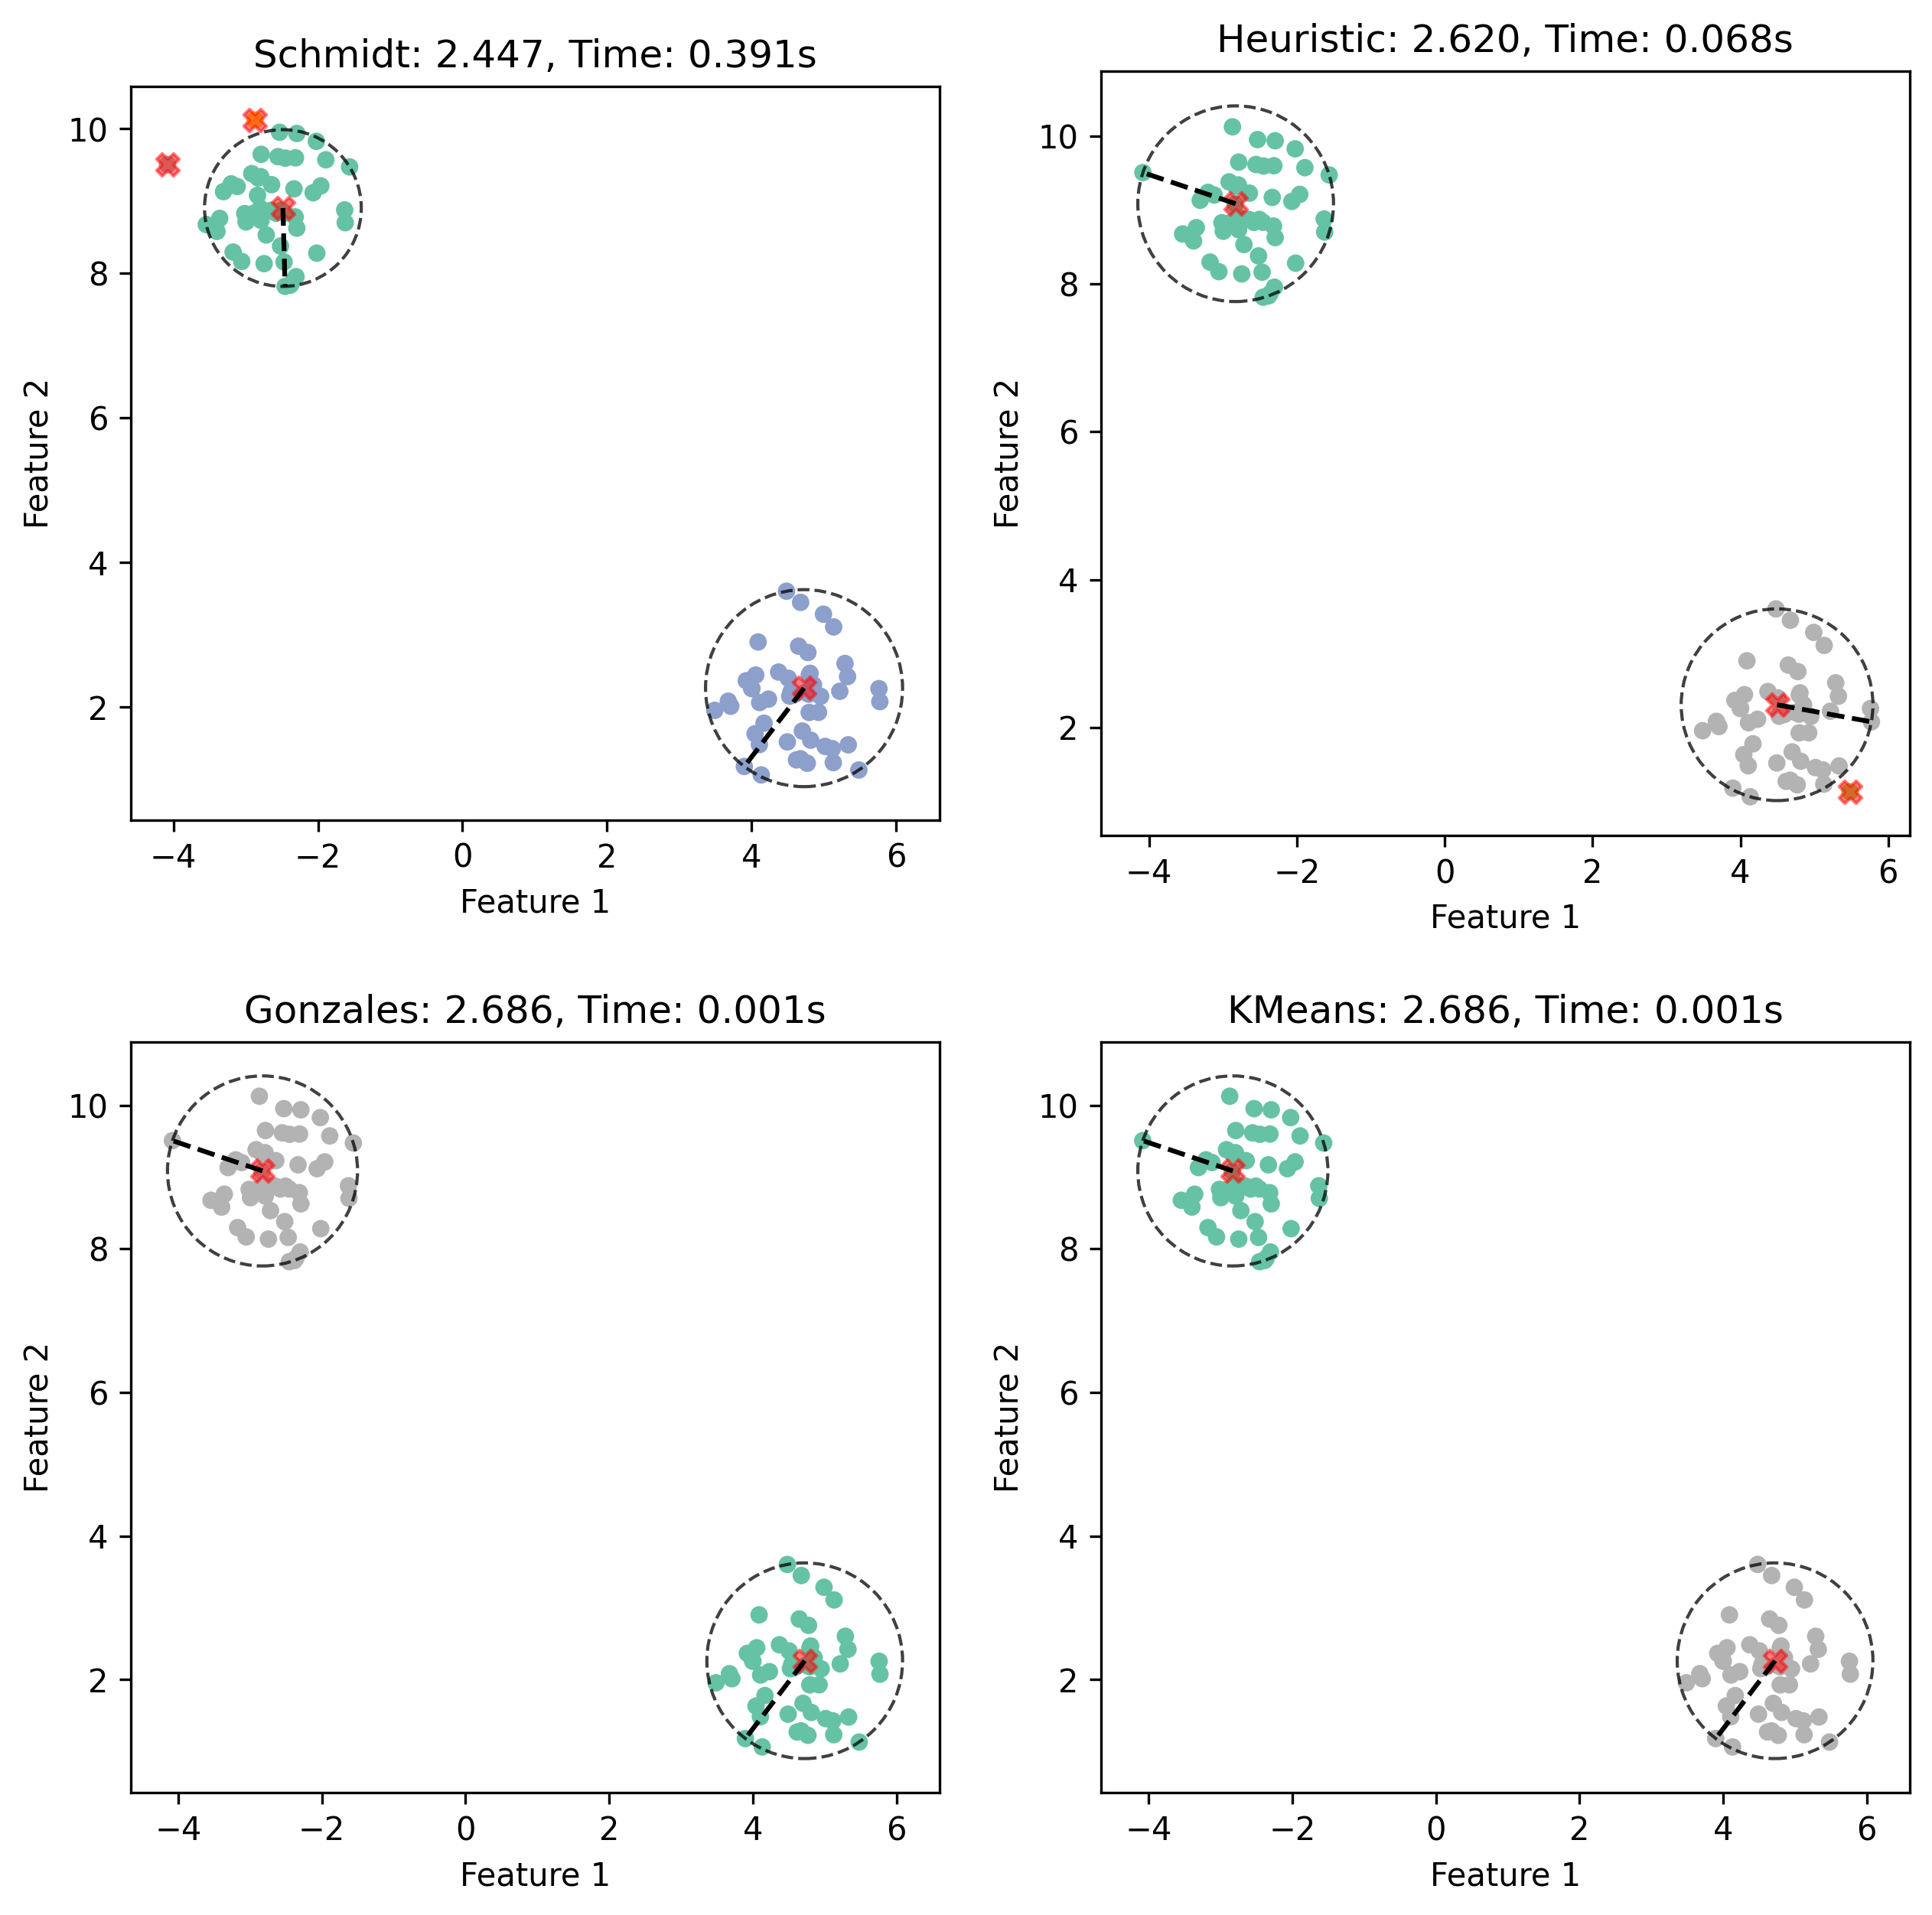 Schmidt: 2.447, Time: 0.391s
10
8
6
4
2
Feature 2
−4 −2 0 2 4 6
Feature 1
Heuristic: 2.620, Time: 0.068s
10
8
6
4
2
Feature 2
−4 −2 0 2 4 6
Feature 1
Gonzales: 2.686, Time: 0.001s
10
8
6
4
2
Feature 2
−4 −2 0 2 4 6
Feature 1
KMeans: 2.686, Time: 0.001s
10
8
6
4
2
Feature 2
−4 −2 0 2 4 6
Feature 1